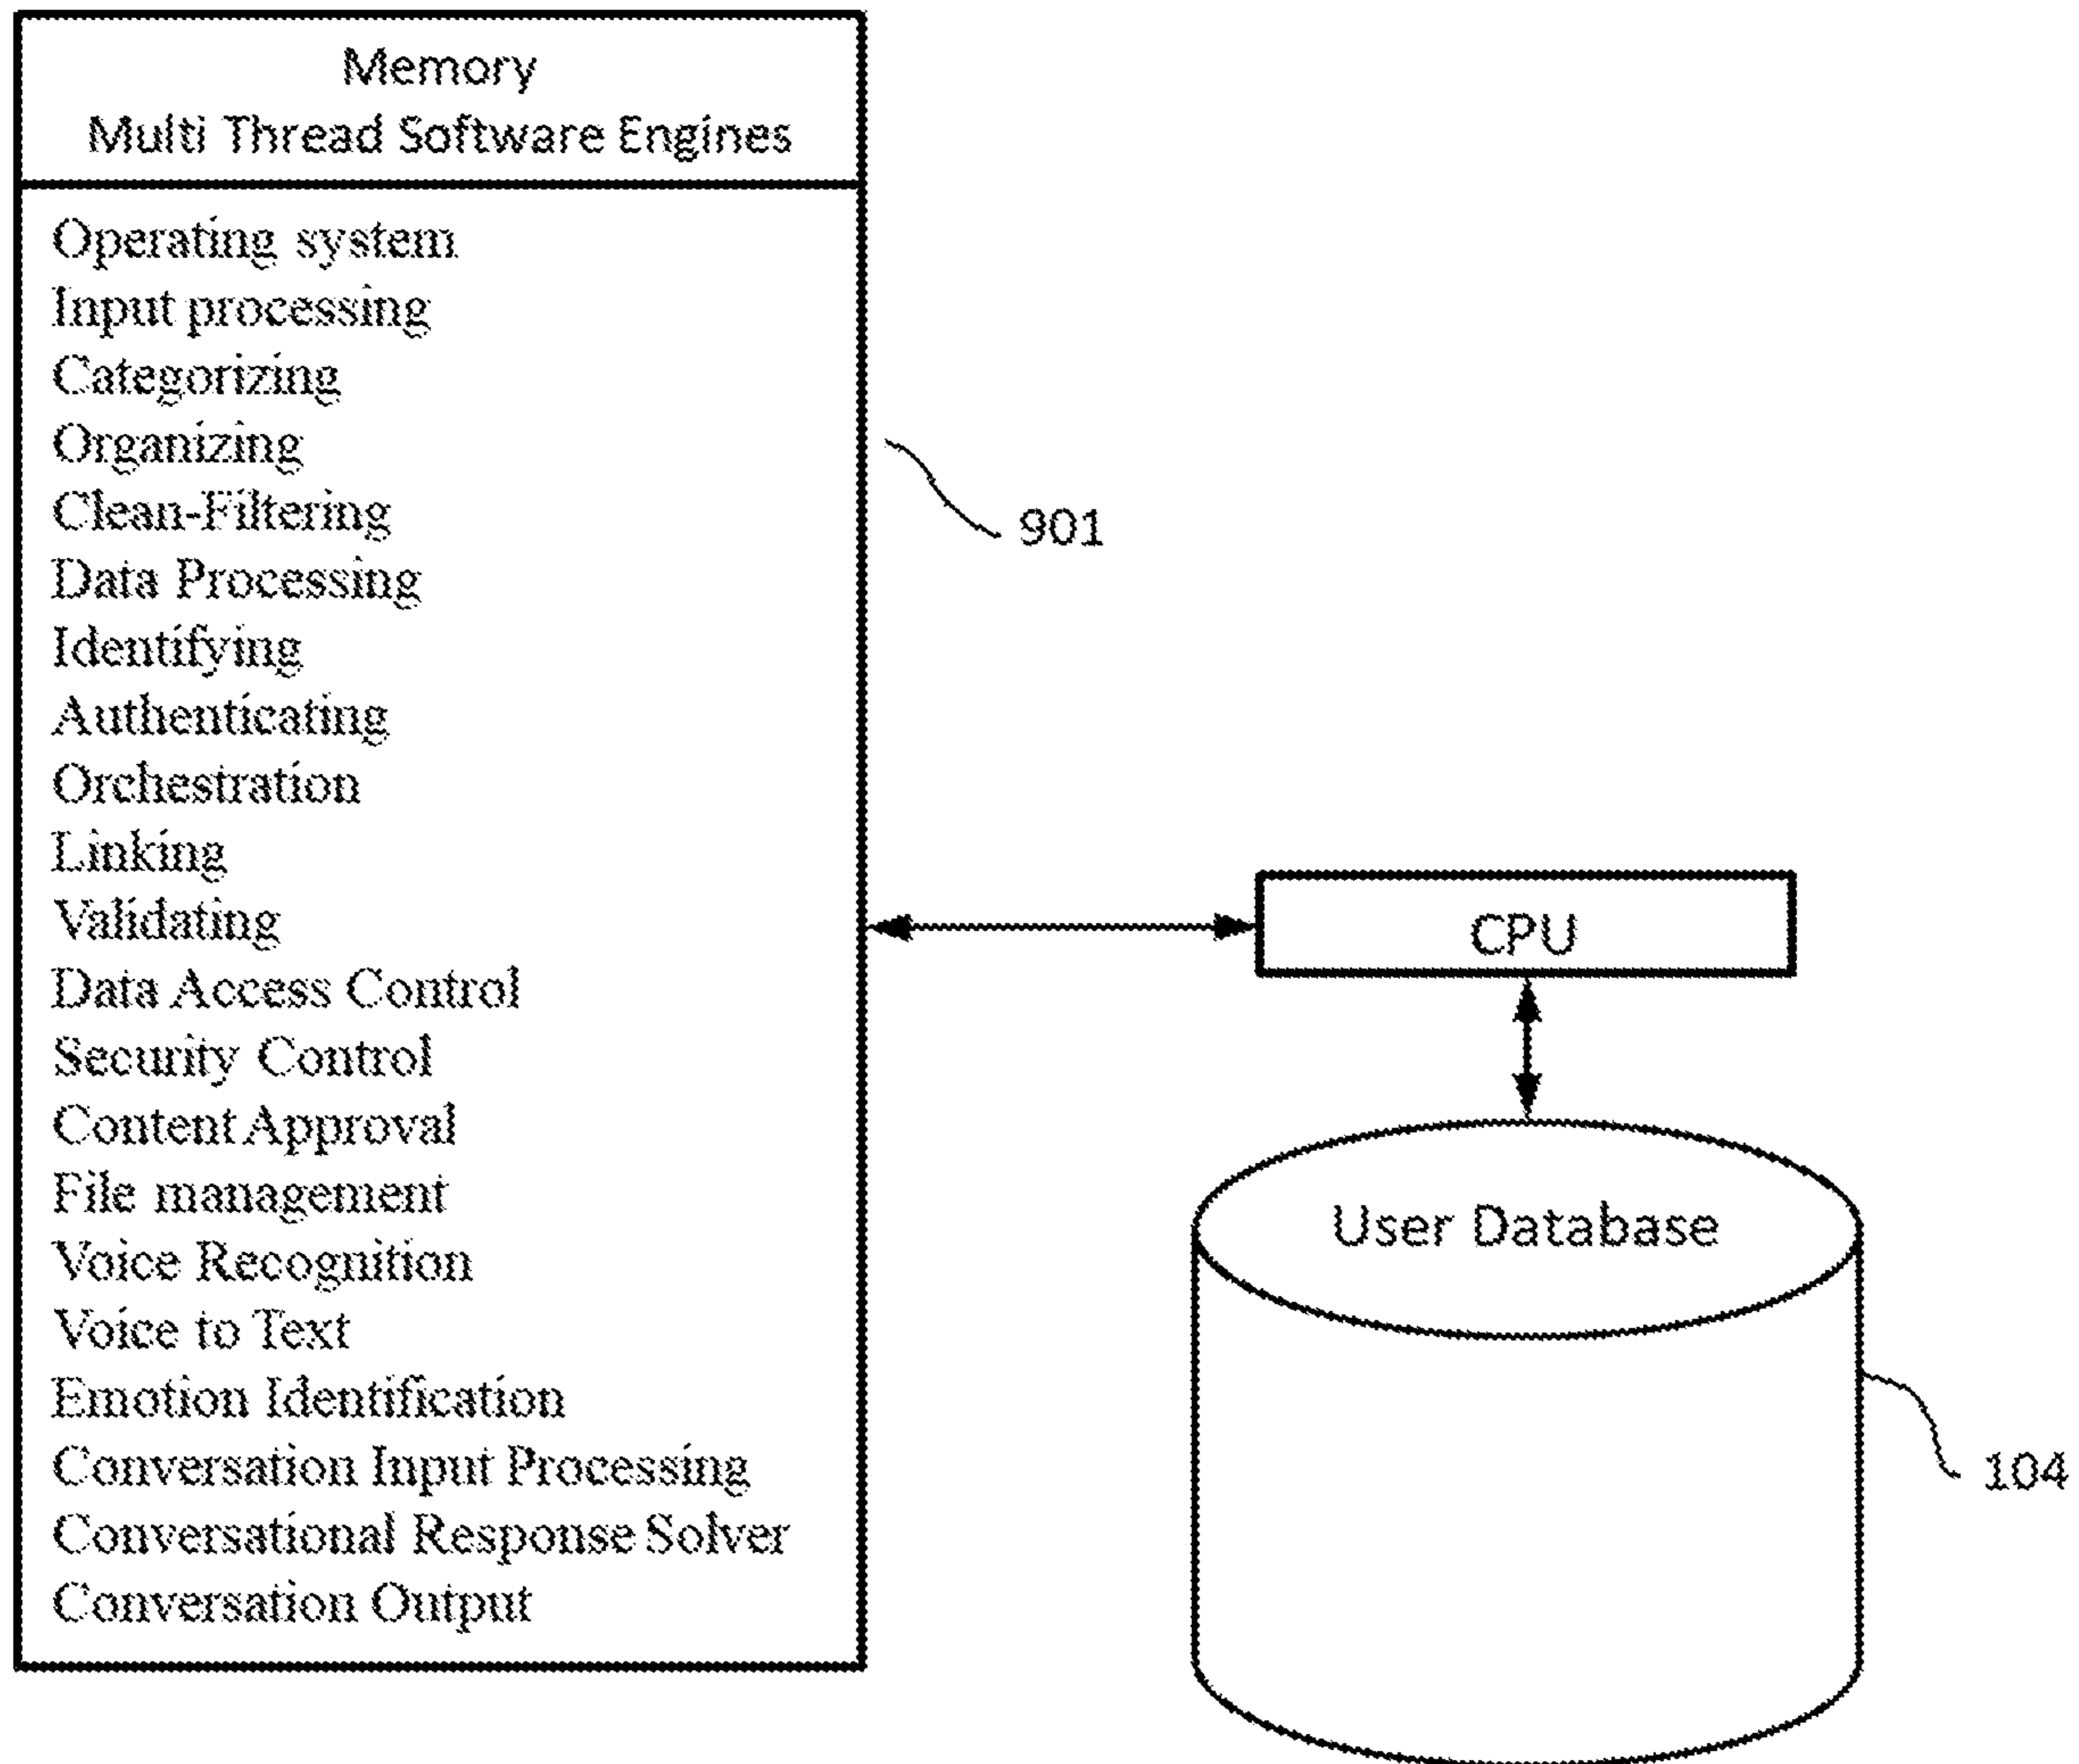 Memory
Multi Thread Software Engines
Operating system
Input processing
Categorizing
Organizing
Clean-Filtering
Data Processing
Identifying
Authenticating
Orchestration
Linking
Validating
Data Access Control
Security Control
Content Approval
File management
Voice Recognition
Voice to Text
Emotion Identification
Conversation Input Processing
Conversational Response Solver
Conversation Output
901
CPU
User Database
104